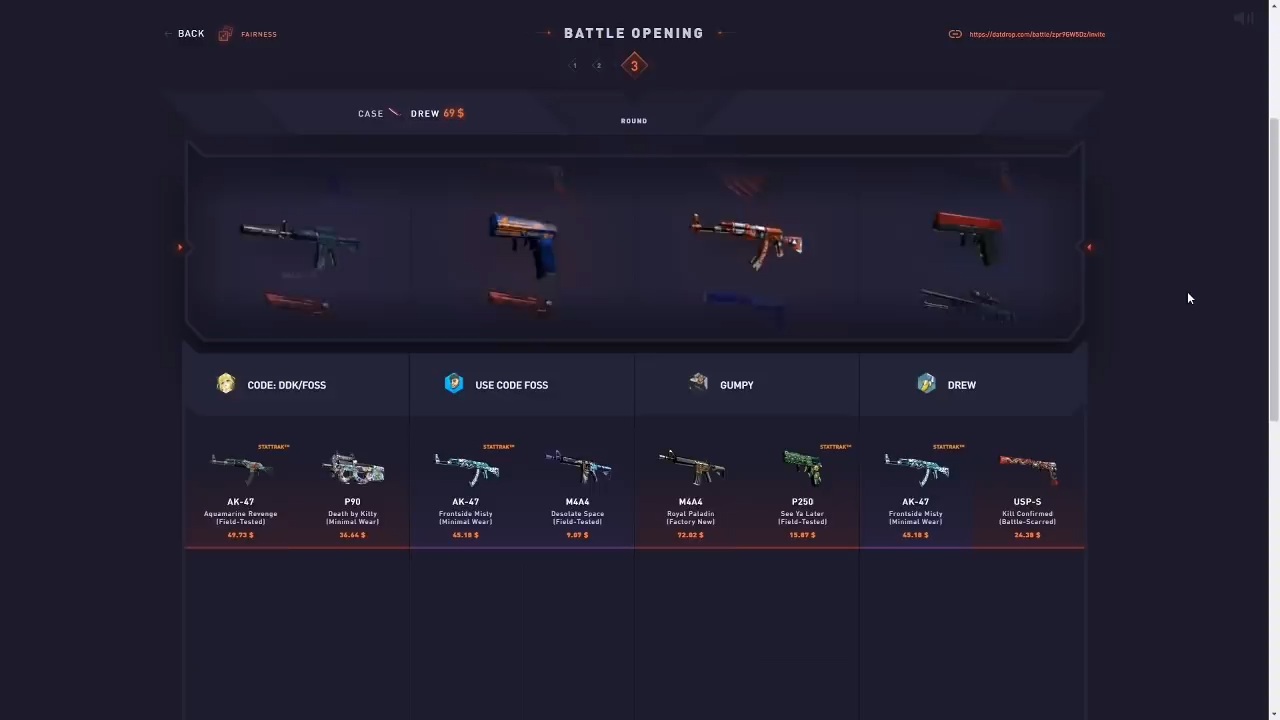 BACK
FAIRNESS
BATTLE OPENING
https://datdrop.com/battle/zpr9GW5Dz/invite
1 2 3
CASE DREW 69 $
ROUND
CODE: DDK/FOSS
USE CODE FOSS
GUMPY
DREW
STATTRAK™
AK-47
Aquamarine Revenge
(Field-Tested)
49.73 $
P90
Death by Kitty
(Minimal Wear)
36.64 $
STATTRAK™
AK-47
Frontside Misty
(Minimal Wear)
45.18 $
M4A4
Desolate Space
(Field-Tested)
9.07 $
M4A4
Royal Paladin
(Factory New)
72.02 $
STATTRAK™
P250
See Ya Later
(Field-Tested)
15.87 $
STATTRAK™
AK-47
Frontside Misty
(Minimal Wear)
45.18 $
USP-S
Kill Confirmed
(Battle-Scarred)
24.38 $